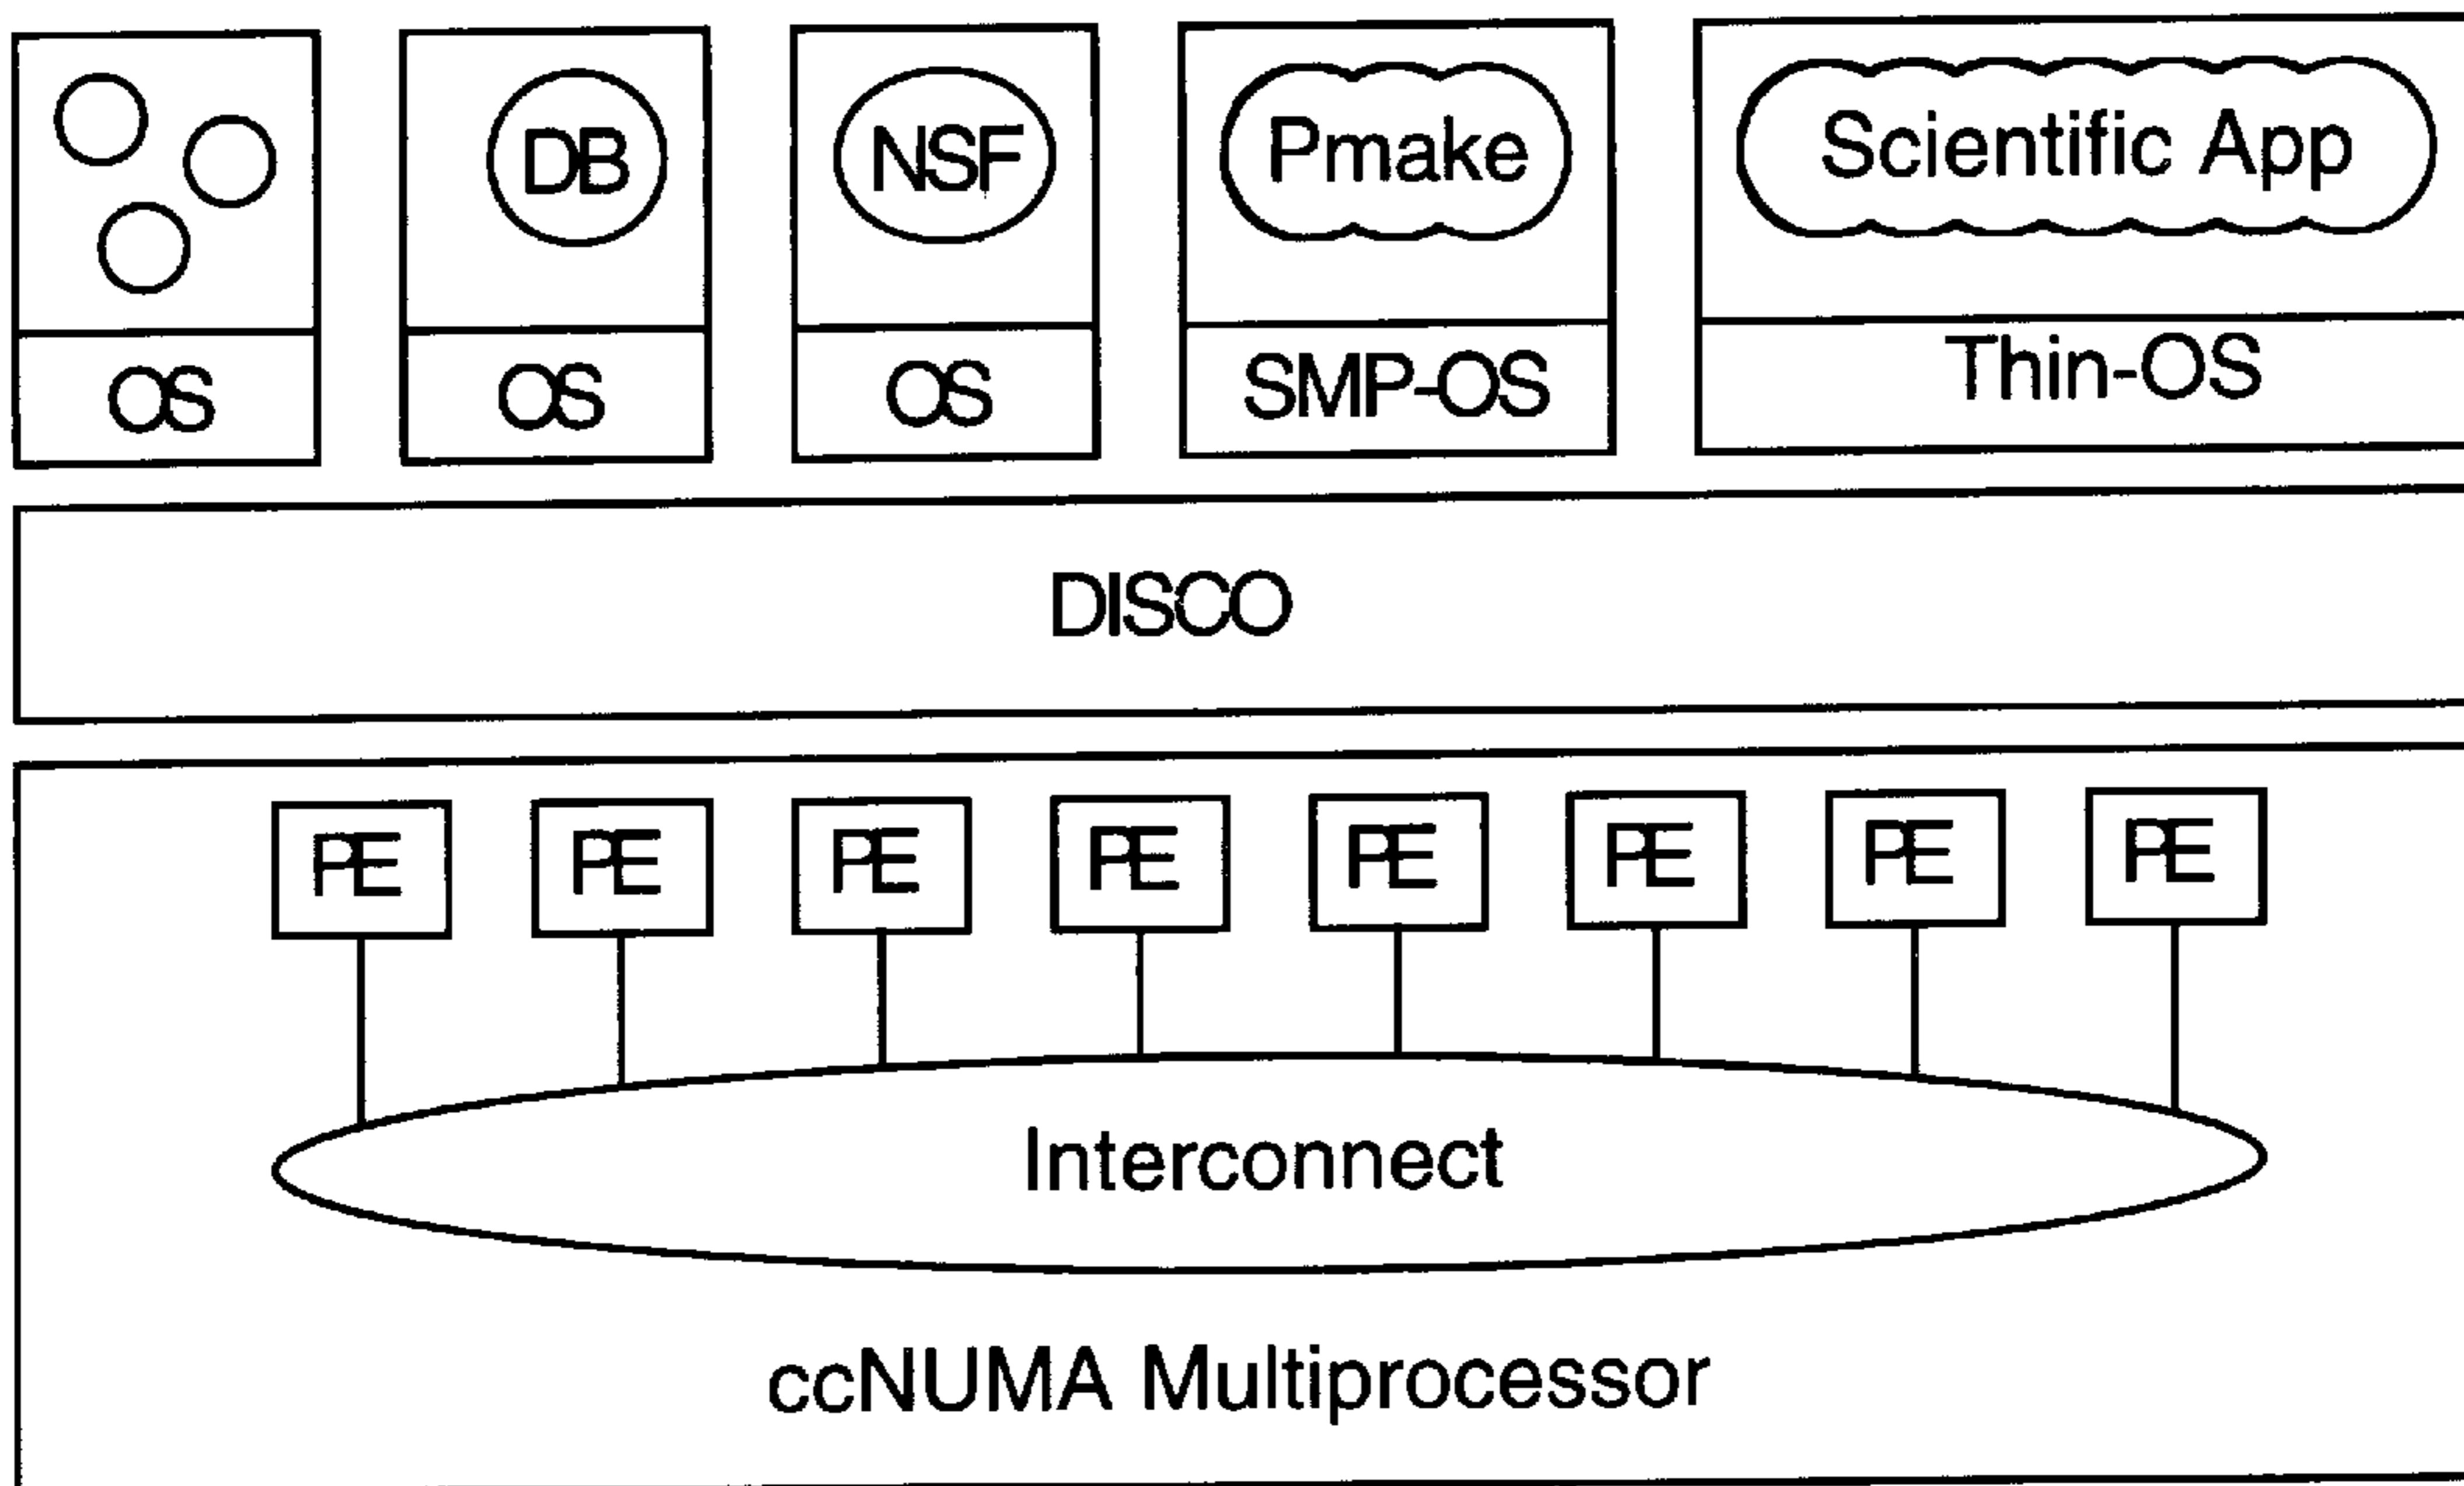 DB
NSF
Pmake
Scientific App
OS
OS
OS
SMP-OS
Thin-OS
DISCO
PE PE PE PE PE PE PE PE
Interconnect
ccNUMA Multiprocessor